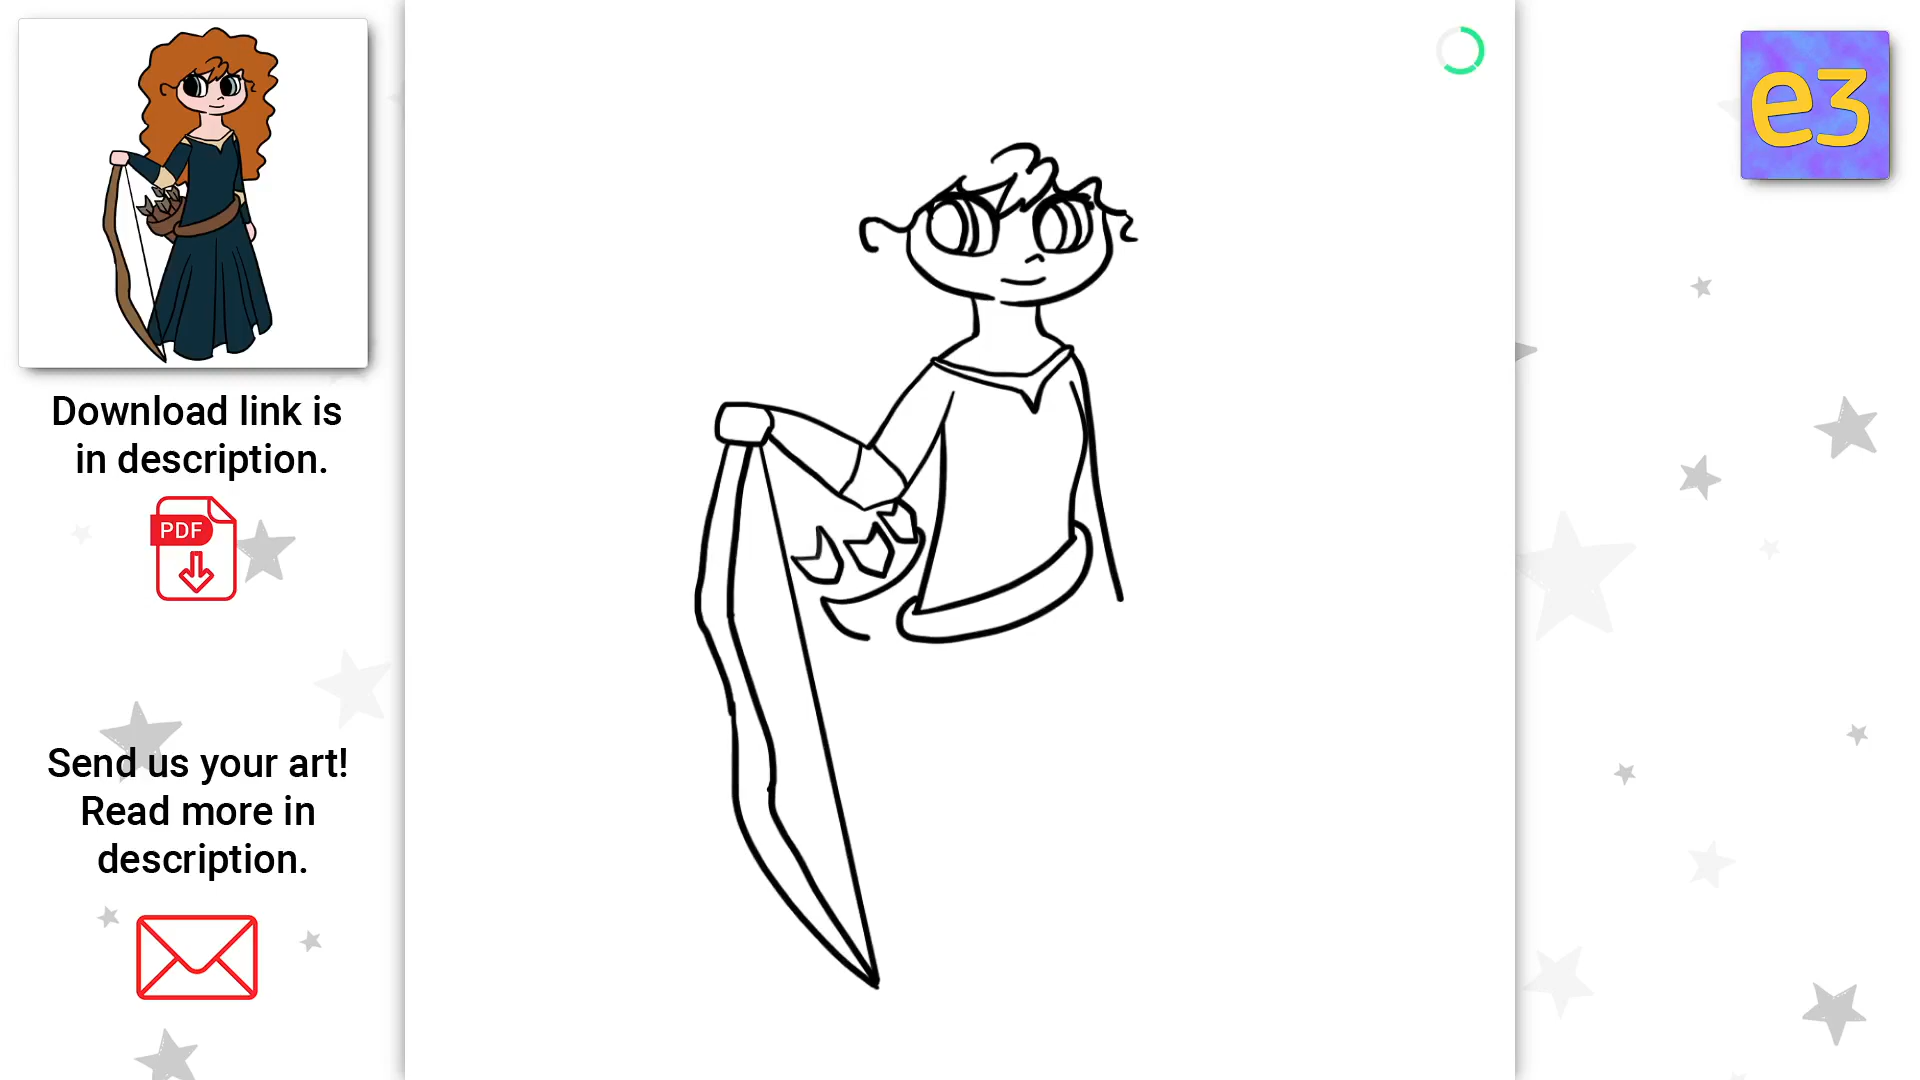 e3
Download link is
in description.
PDF
Send us your art!
Read more in
description.